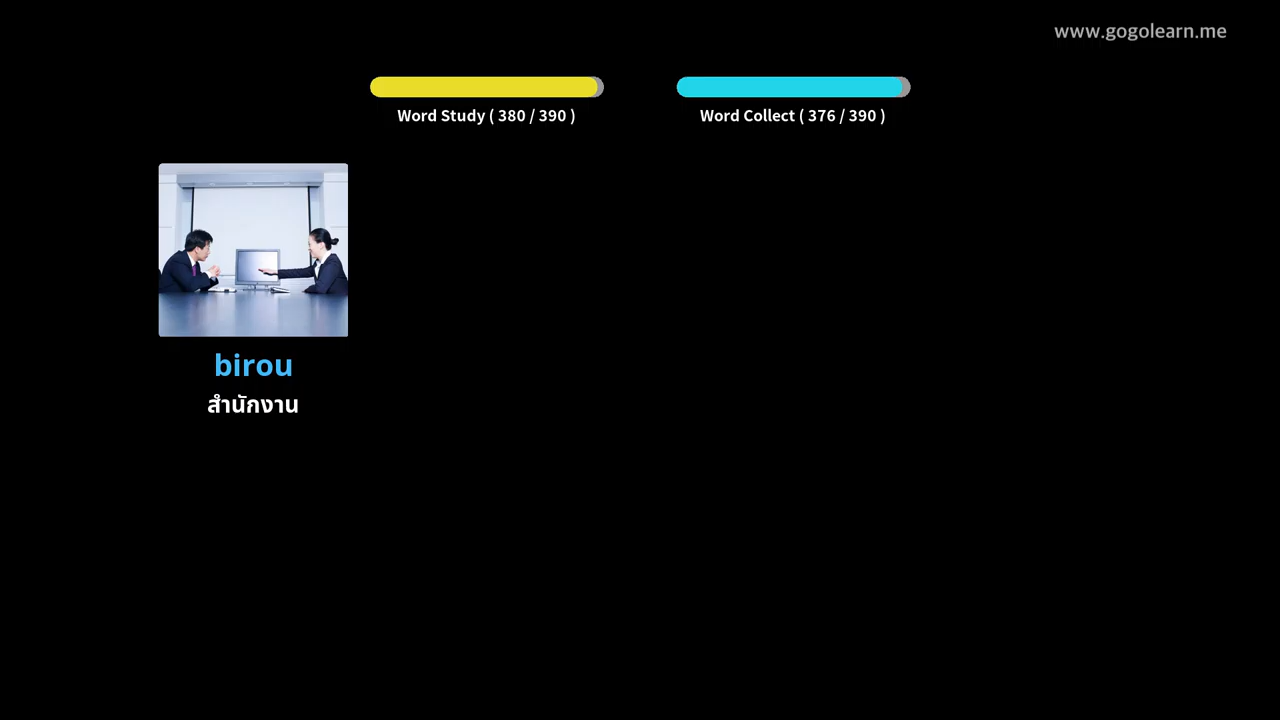 www.gogolearn.me
Word Study ( 380 / 390 )
Word Collect ( 376 / 390 )
birou
สำนักงาน